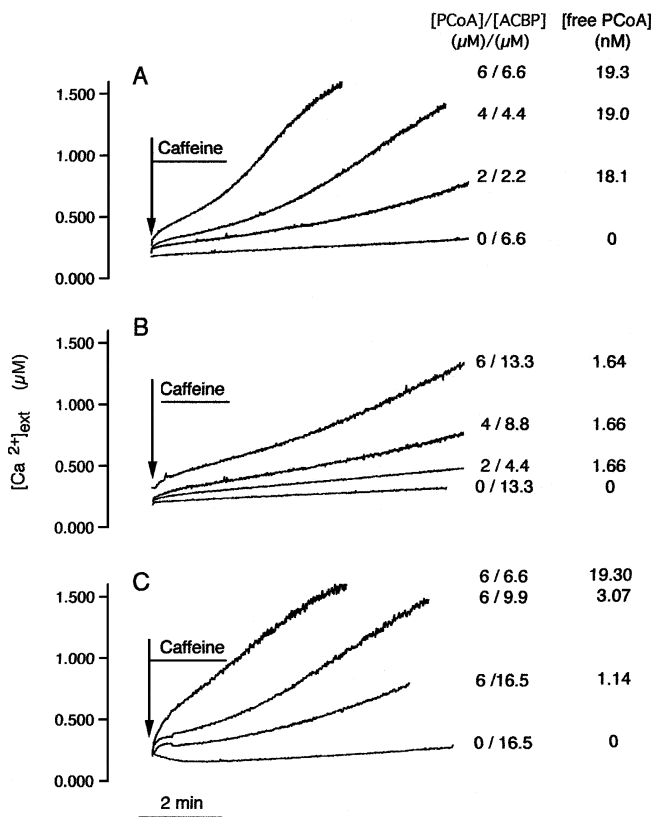 [PCoA]/[ACBP] [free PCoA]
(μM)/(μM) (nM)
A 6 / 6.6 19.3
1.500
4 / 4.4 19.0
Caffeine
1.000
2 / 2.2 18.1
0.500
0 / 6.6 0
0.000
B
1.500
6 / 13.3 1.64
Caffeine
1.000
4 / 8.8 1.66
0.500
2 / 4.4 1.66
0 / 13.3 0
0.000
[Ca 2+]ext (μM)
C 6 / 6.6 19.30
1.500 6 / 9.9 3.07
Caffeine
1.000
6 /16.5 1.14
0.500
0 / 16.5 0
0.000
2 min